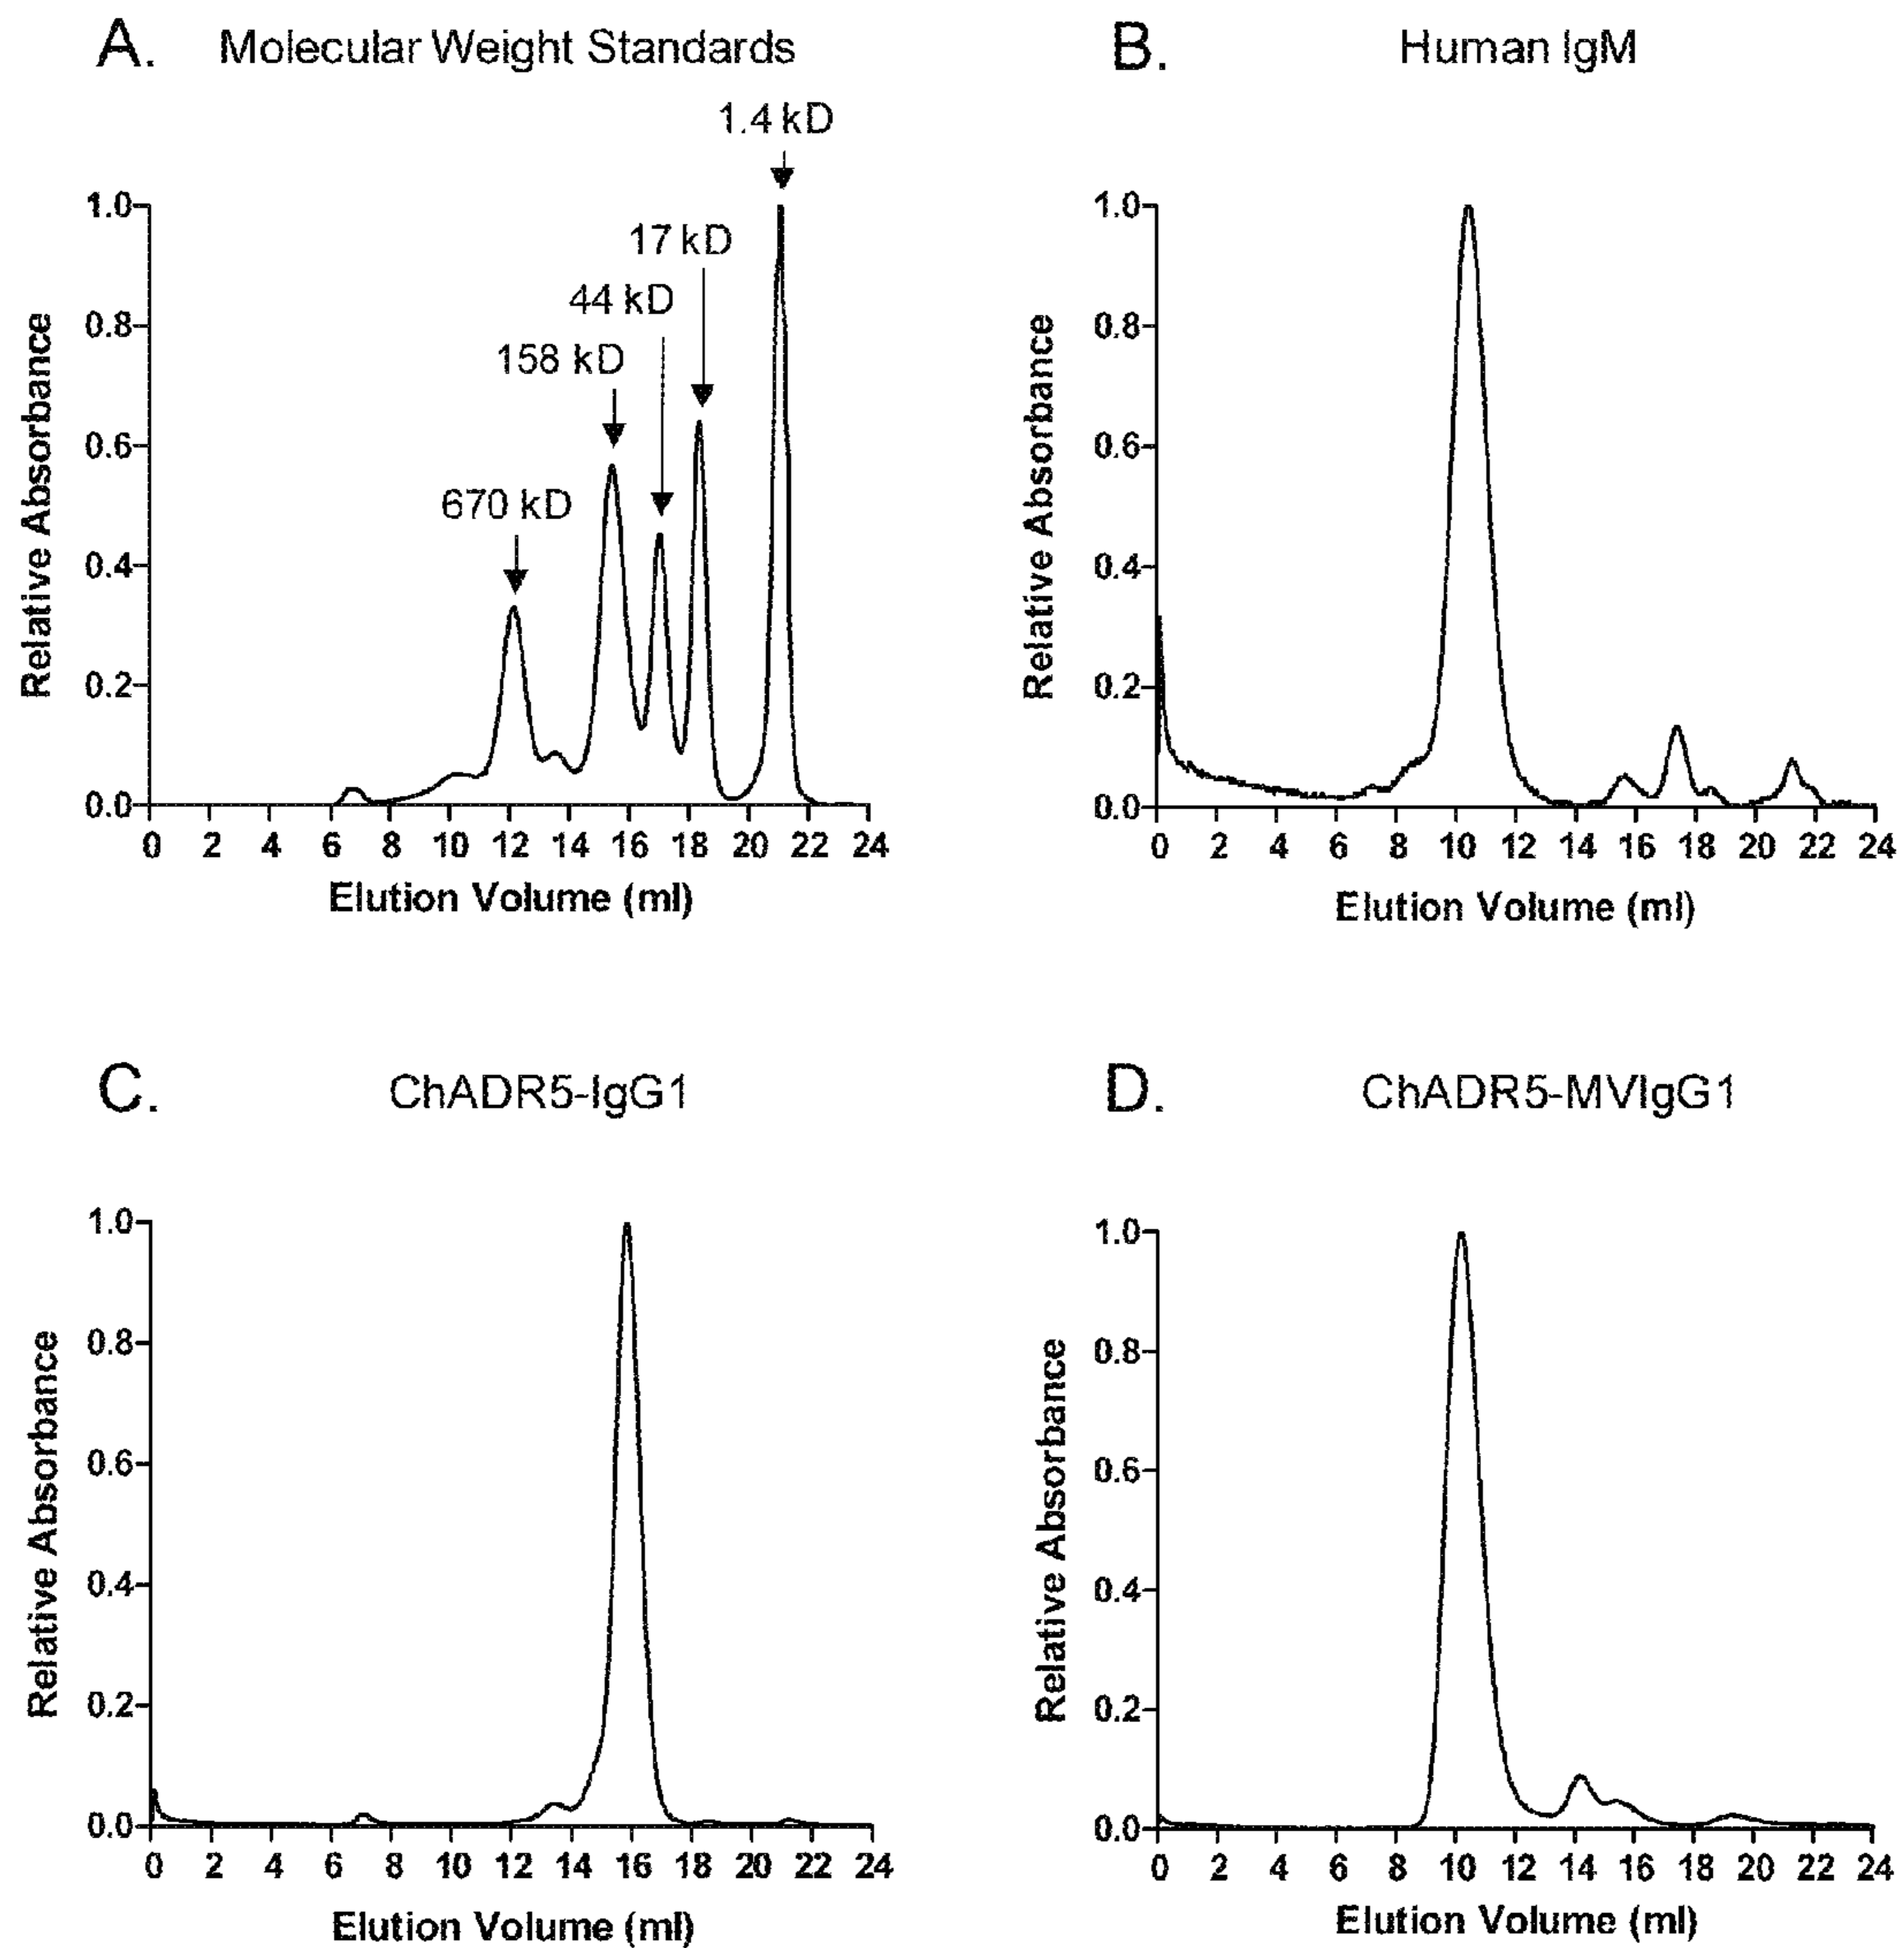 A. Molecular Weight Standards
1.4 kD
17 kD
44 kD
158 kD
670 kD
Relative Absorbance
1.0
0.8
0.6
0.4
0.2
0.0
0 2 4 6 8 10 12 14 16 18 20 22 24
Elution Volume (ml)
B. Human IgM
Relative Absorbance
1.0
0.8
0.6
0.4
0.2
0.0
0 2 4 6 8 10 12 14 16 18 20 22 24
Elution Volume (ml)
C. ChADR5-IgG1
Relative Absorbance
1.0
0.8
0.6
0.4
0.2
0.0
0 2 4 6 8 10 12 14 16 18 20 22 24
Elution Volume (ml)
D. ChADR5-MVIgG1
Relative Absorbance
1.0
0.8
0.6
0.4
0.2
0.0
0 2 4 6 8 10 12 14 16 18 20 22 24
Elution Volume (ml)